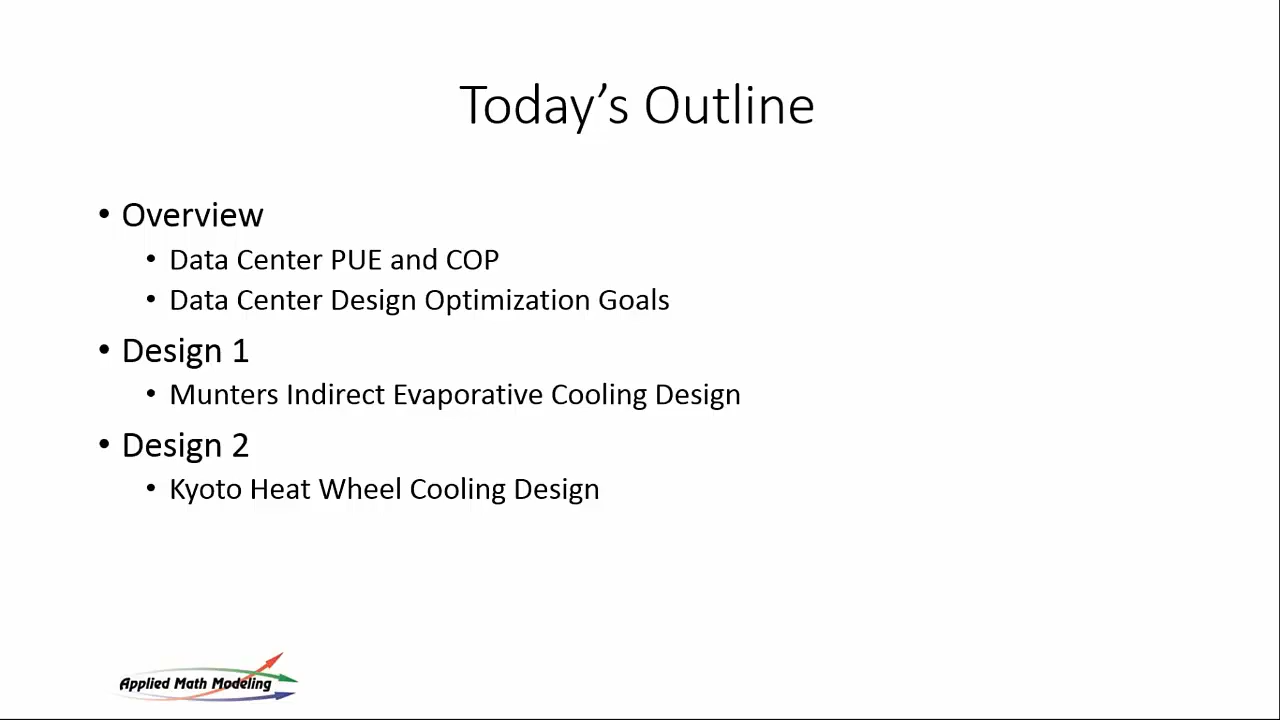 Today’s Outline
• Overview
• Data Center PUE and COP
• Data Center Design Optimization Goals
• Design 1
• Munters Indirect Evaporative Cooling Design
• Design 2
• Kyoto Heat Wheel Cooling Design
Applied Math Modeling